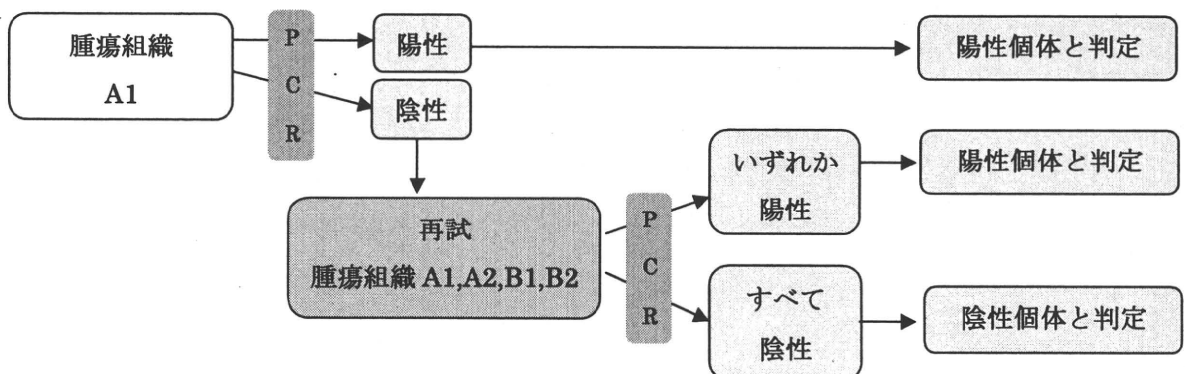 腫瘍組織
A1
P
C
R
陽性
陽性個体と判定
陰性
再試
腫瘍組織 A1,A2,B1,B2
P
C
R
いずれか
陽性
陽性個体と判定
すべて
陰性
陰性個体と判定